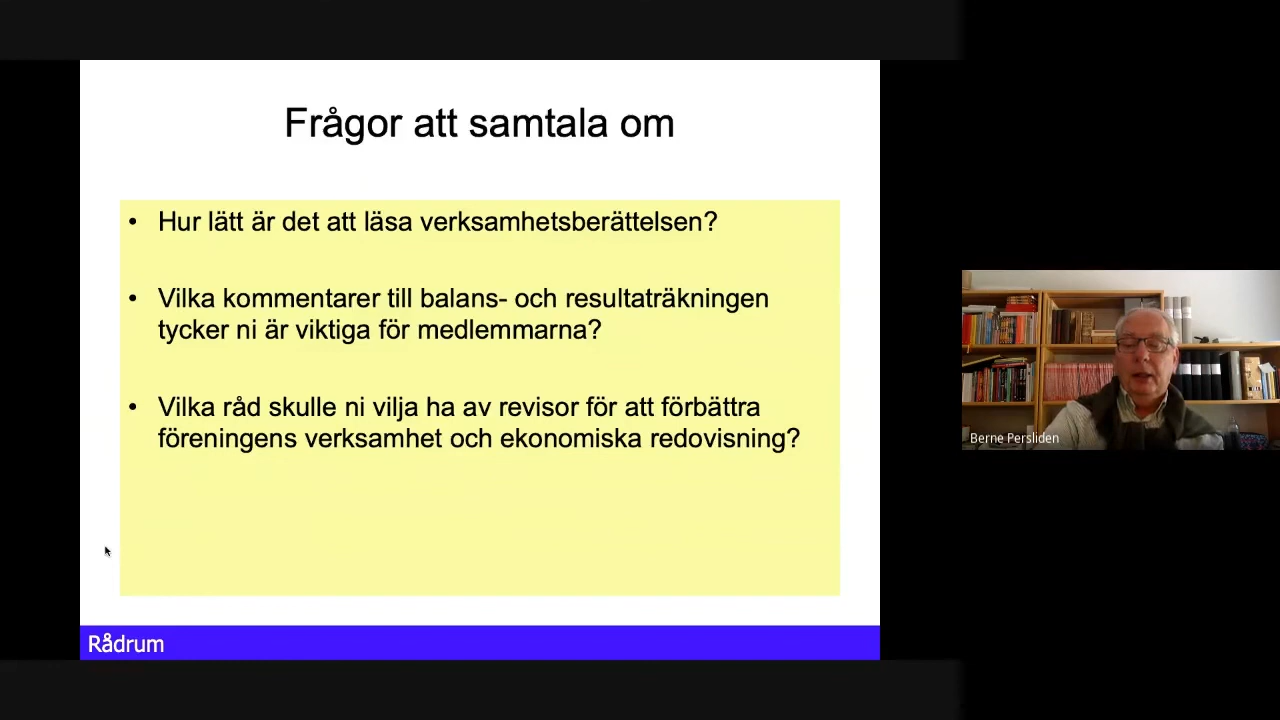 Frågor att samtala om
• Hur lätt är det att läsa verksamhetsberättelsen?
• Vilka kommentarer till balans- och resultaträkningen
tycker ni är viktiga för medlemmarna?
• Vilka råd skulle ni vilja ha av revisor för att förbättra
föreningens verksamhet och ekonomiska redovisning?
Rådrum
Berne Persliden